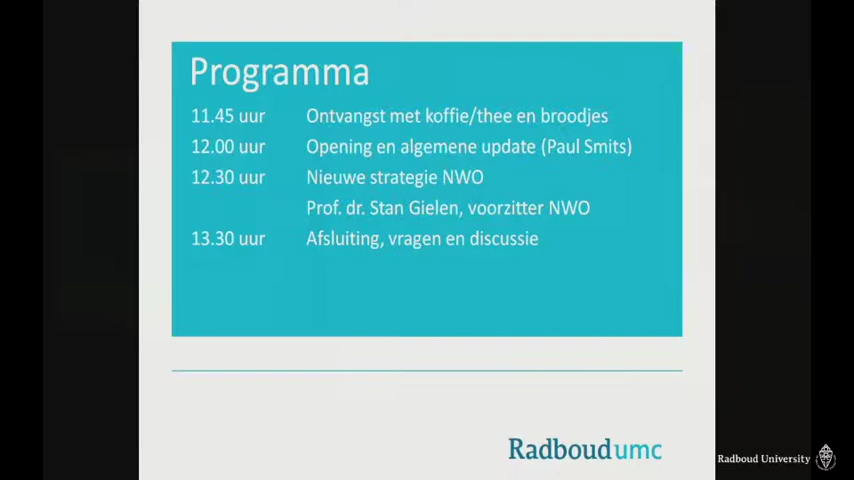 Programma
11.45 uur Ontvangst met koffie/thee en broodjes
12.00 uur Opening en algemene update (Paul Smits)
12.30 uur Nieuwe strategie NWO
Prof. dr. Stan Gielen, voorzitter NWO
13.30 uur Afsluiting, vragen en discussie
Radboudumc
Radboud University